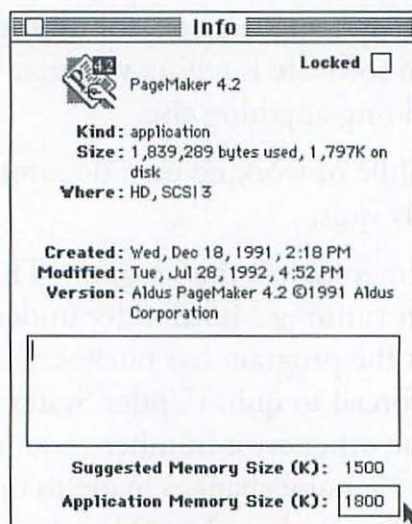 Info
Locked
PageMaker 4.2
Kind: application
Size: 1,839,289 bytes used, 1,797K on
disk
Where: HD, SCSI 3
Created: Wed, Dec 18, 1991, 2:18 PM
Modified: Tue, Jul 28, 1992, 4:52 PM
Version: Aldus PageMaker 4.2 ©1991 Aldus
Corporation
Suggested Memory Size (K): 1500
Application Memory Size (K): 1800